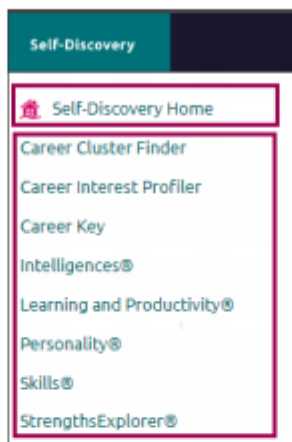 Self-Discovery
Self-Discovery Home
Career Cluster Finder
Career Interest Profiler
Career Key
Intelligences®
Learning and Productivity®
Personality®
Skills®
StrengthsExplorer®